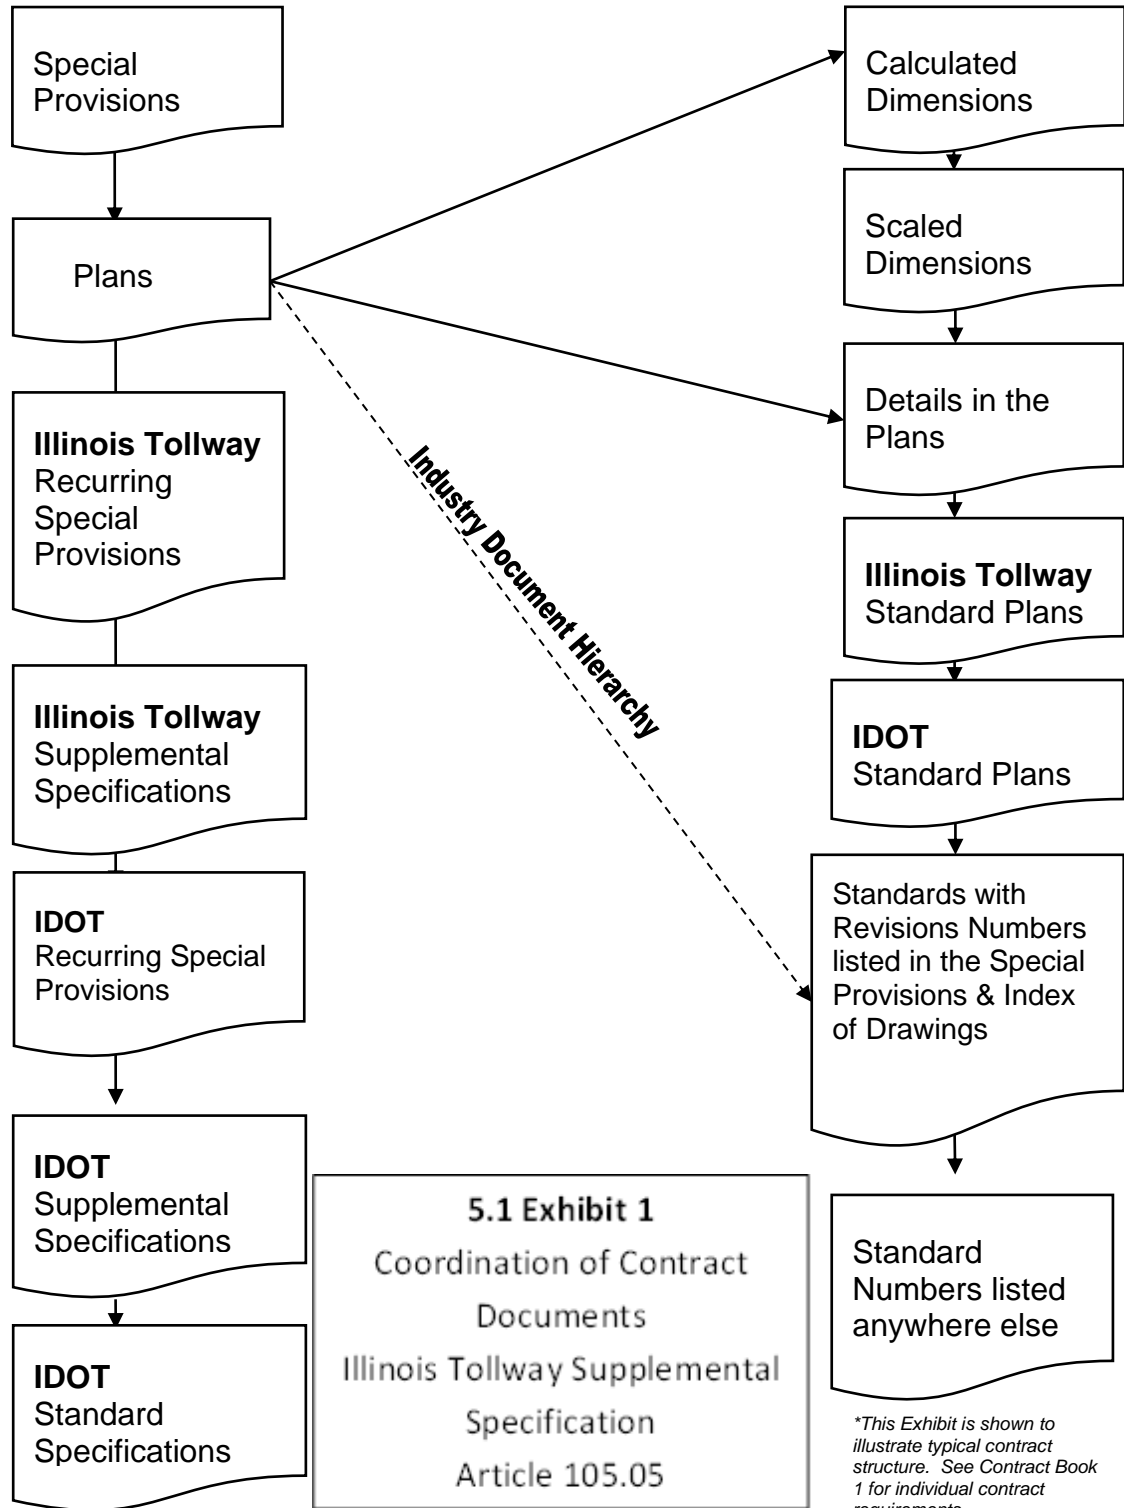 Special
Provisions
Plans
Illinois Tollway
Recurring
Special
Provisions
Illinois Tollway
Supplemental
Specifications
IDOT
Recurring Special
Provisions
IDOT
Supplemental
Specifications
IDOT
Standard
Specifications
Industry Document Hierarchy
5.1 Exhibit 1
Coordination of Contract
Documents
Illinois Tollway Supplemental
Specification
Article 105.05
Calculated
Dimensions
Scaled
Dimensions
Details in the
Plans
Illinois Tollway
Standard Plans
IDOT
Standard Plans
Standards with
Revisions Numbers
listed in the Special
Provisions & Index
of Drawings
Standard
Numbers listed
anywhere else
*This Exhibit is shown to
illustrate typical contract
structure. See Contract Book
1 for individual contract
requirements